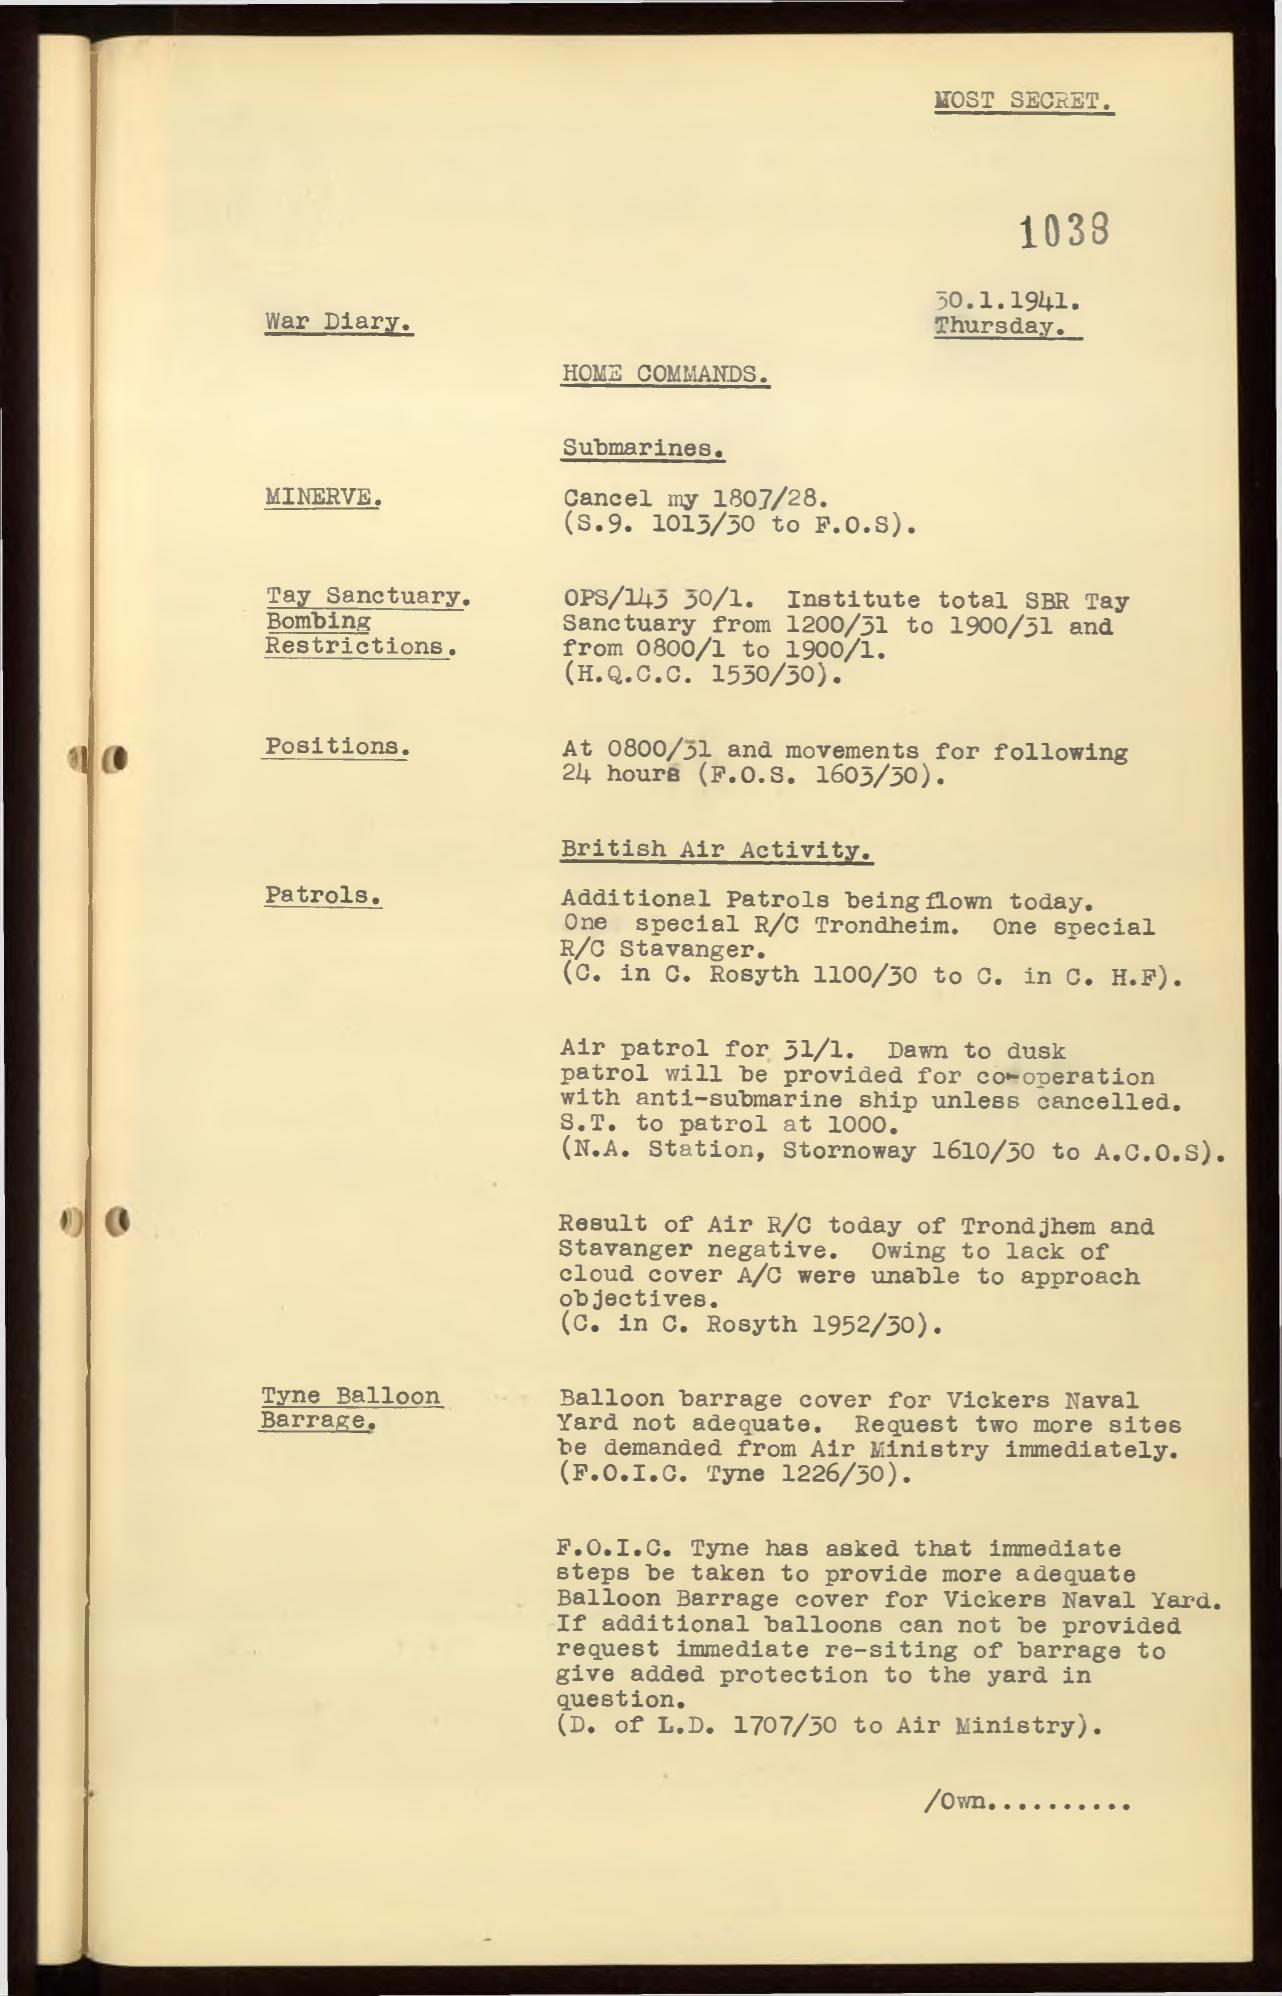 MOST SECRET.
1038
30.1.1941.
Thursday.
War Diary.
HOME COMMANDS.
Submarines.
MINERVE.
Cancel my 1807/28.
(S.9. 1013/30 to F.O.S).
Tay Sanctuary.
Bombing
Restrictions.
OPS/143 30/1. Institute total SBR Tay
Sanctuary from 1200/31 to 1900/31 and
from 0800/1 to 1900/1.
(H.Q.C.C. 1530/30).
Positions.
At 0800/31 and movements for following
24 hours (F.O.S. 1603/30).
British Air Activity.
Patrols.
Additional Patrols being flown today.
One special R/C Trondheim. One special
R/C Stavanger.
(C. in C. Rosyth 1100/30 to C. in C. H.F).
Air patrol for 31/1. Dawn to dusk
patrol will be provided for co-operation
with anti-submarine ship unless cancelled.
S.T. to patrol at 1000.
(N.A. Station, Stornoway 1610/30 to A.C.O.S).
Result of Air R/C today of Trondjhem and
Stavanger negative. Owing to lack of
cloud cover A/C were unable to approach
objectives.
(C. in C. Rosyth 1952/30).
Tyne Balloon
Barrage.
Balloon barrage cover for Vickers Naval
Yard not adequate. Request two more sites
be demanded from Air Ministry immediately.
(F.O.I.C. Tyne 1226/30).
F.O.I.C. Tyne has asked that immediate
steps be taken to provide more adequate
Balloon Barrage cover for Vickers Naval Yard.
If additional balloons can not be provided
request immediate re-siting of barrage to
give added protection to the yard in
question.
(D. of L.D. 1707/30 to Air Ministry).
/Own..........